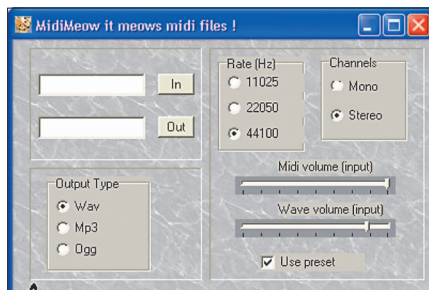 MidiMeow it meows midi files !
In
Out
Output Type
Wav
Mp3
Ogg
Rate (Hz)
11025
22050
44100
Channels
Mono
Stereo
Midi volume (input)
Wave volume (input)
Use preset